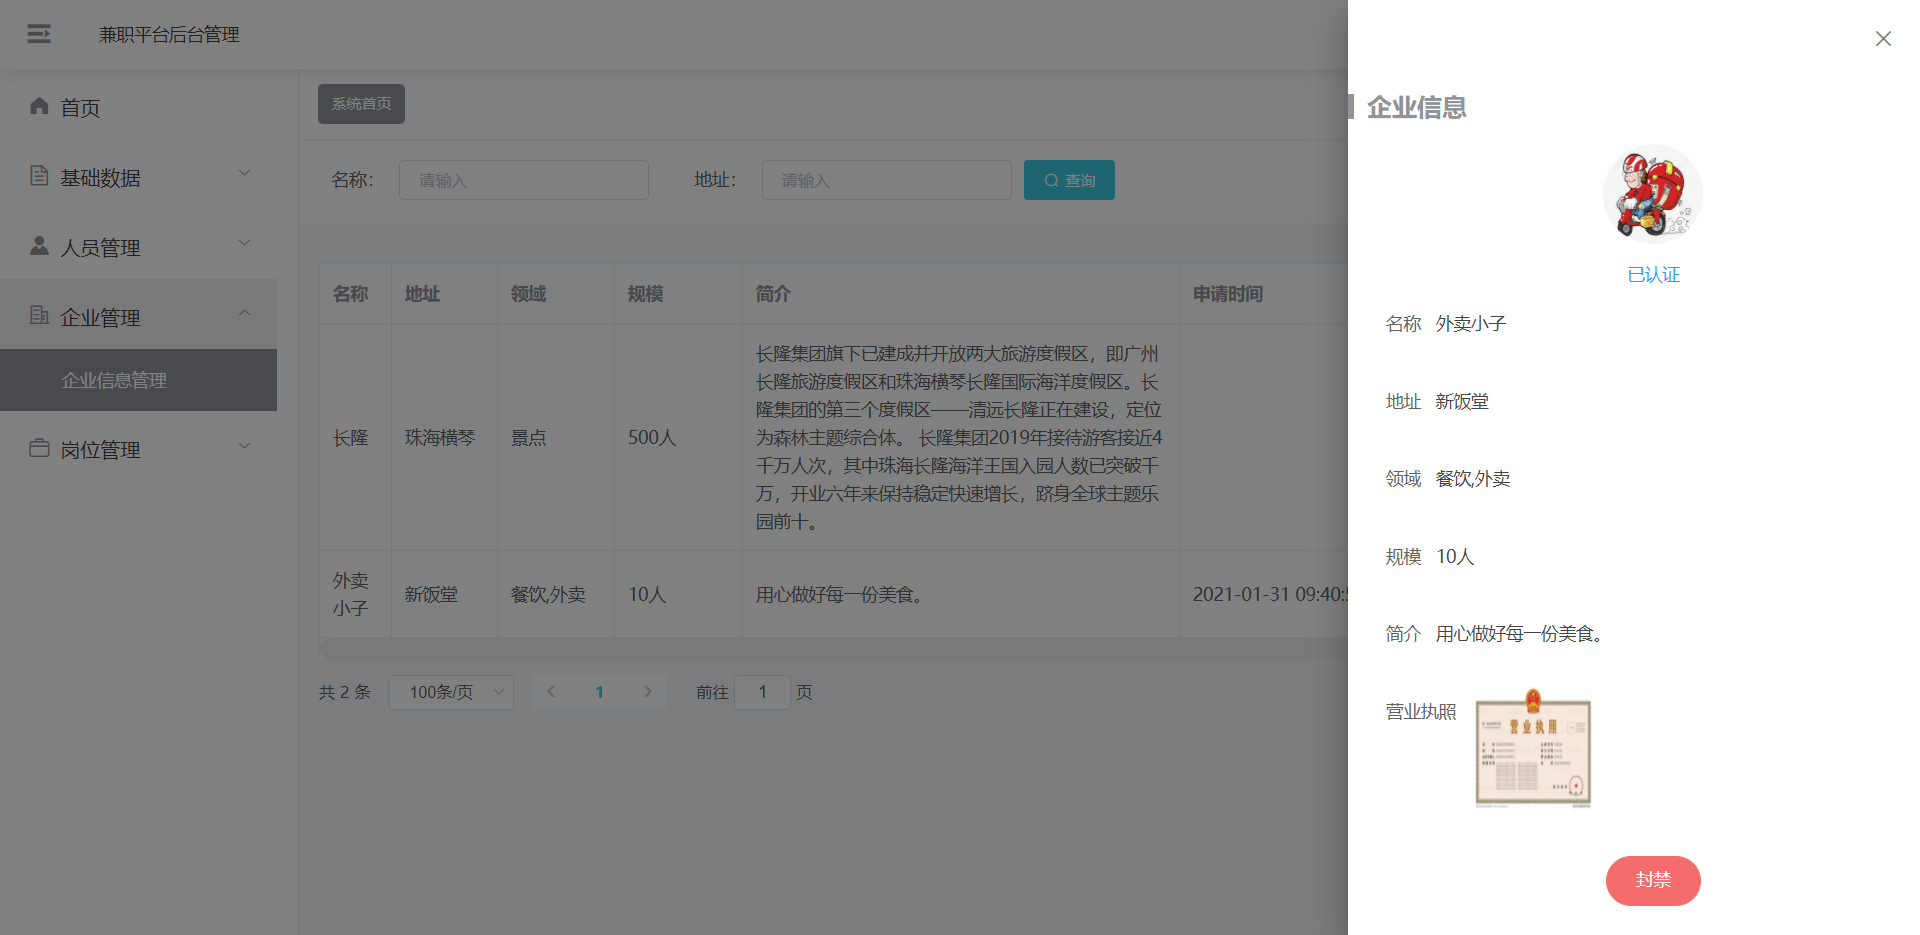 兼职平台后台管理
首页
基础数据
人员管理
企业管理
企业信息管理
岗位管理
系统首页
名称： 请输入 地址： 请输入 查询
名称 地址 领域 规模 简介 申请时间
长隆 珠海横琴 景点 500人
长隆集团旗下已建成并开放两大旅游度假区，即广州
长隆旅游度假区和珠海横琴长隆国际海洋度假区。长
隆集团的第三个度假区——清远长隆正在建设，定位
为森林主题综合体。 长隆集团2019年接待游客接近4
千万人次，其中珠海长隆海洋王国入园人数已突破千
万，开业六年来保持稳定快速增长，跻身全球主题乐
园前十。
外卖
小子
新饭堂 餐饮,外卖 10人 用心做好每一份美食。 2021-01-31 09:40:5
共 2 条 100条/页 1 前往 1 页
企业信息
已认证
名称 外卖小子
地址 新饭堂
领域 餐饮,外卖
规模 10人
简介 用心做好每一份美食。
营业执照
营业执照
封禁